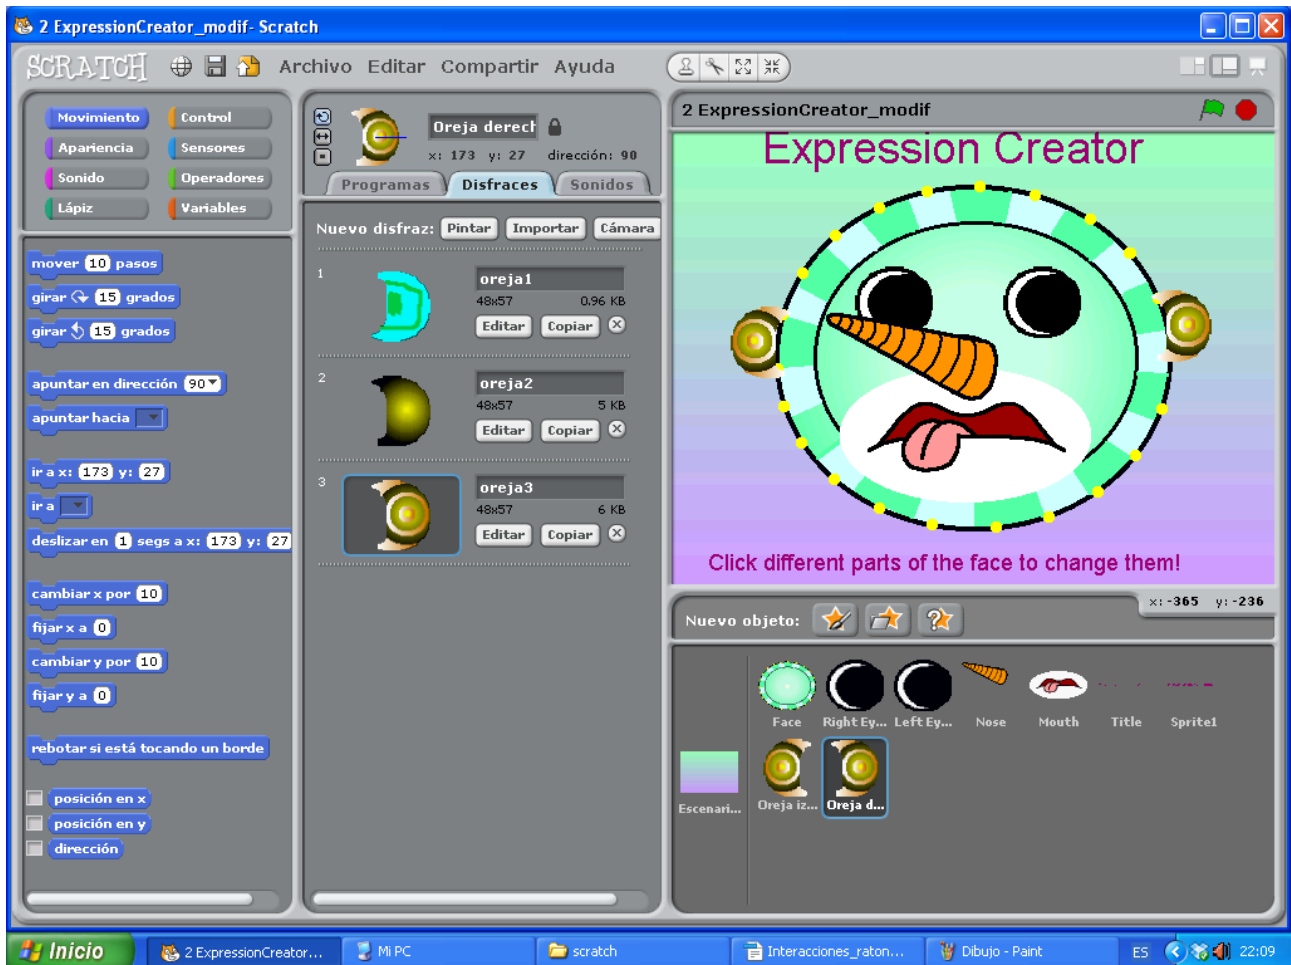 2 ExpressionCreator_modif- Scratch
SCRATCH Archivo Editar Compartir Ayuda
Movimiento Control
Apariencia Sensores
Sonido Operadores
Lápiz Variables
mover 10 pasos
girar 15 grados
girar 15 grados
apuntar en dirección 90
apuntar hacia
ir a x: 173 y: 27
ir a
deslizar en 1 segs a x: 173 y: 27
cambiar x por 10
fijar x a 0
cambiar y por 10
fijar y a 0
rebotar si está tocando un borde
posición en x
posición en y
dirección
Oreja derech
x: 173 y: 27 dirección: 90
Programas Disfraces Sonidos
Nuevo disfraz: Pintar Importar Cámara
1
oreja1
48x57 0.96 KB
Editar Copiar
2
oreja2
48x57 5 KB
Editar Copiar
3
oreja3
48x57 6 KB
Editar Copiar
2 ExpressionCreator_modif
Expression Creator
Click different parts of the face to change them!
x: -365 y: -236
Nuevo objeto:
Face Right Ey... Left Ey... Nose Mouth Title Sprite1
Escenari... Oreja iz... Oreja d...
Inicio 2 ExpressionCreator... Mi PC scratch Interacciones_raton... Dibujo - Paint ES 22:09